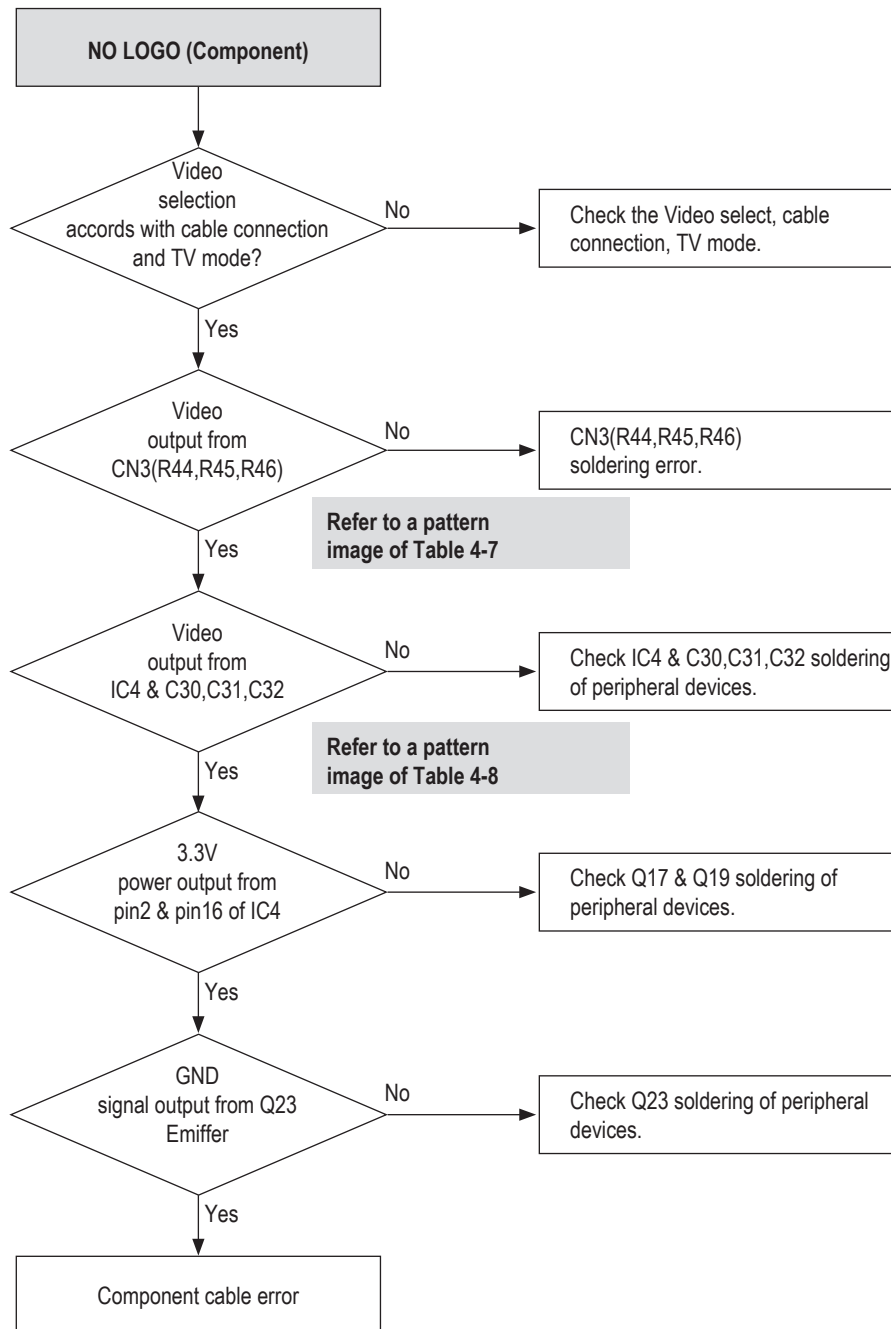 NO LOGO (Component)
Video
selection
accords with cable connection
and TV mode?
No
Check the Video select, cable
connection, TV mode.
Yes
Video
output from
CN3(R44,R45,R46)
No
CN3(R44,R45,R46)
soldering error.
Refer to a pattern
image of Table 4-7
Yes
Video
output from
IC4 & C30,C31,C32
No
Check IC4 & C30,C31,C32 soldering
of peripheral devices.
Refer to a pattern
image of Table 4-8
Yes
3.3V
power output from
pin2 & pin16 of IC4
No
Check Q17 & Q19 soldering of
peripheral devices.
Yes
GND
signal output from Q23
Emiffer
No
Check Q23 soldering of peripheral
devices.
Yes
Component cable error